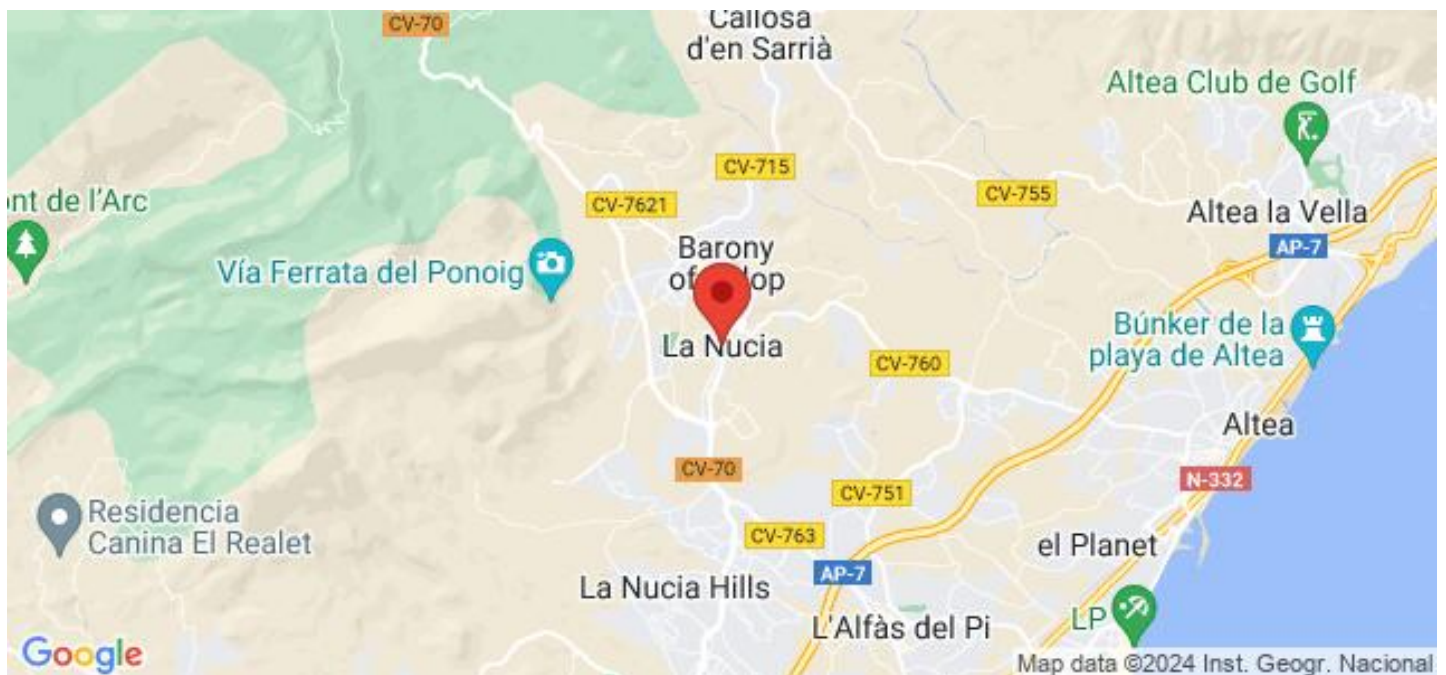 CV-70
Callosa
d'en Sarrià
Altea Club de Golf
CV-715
CV-755
ont de l'Arc
CV-7621
Altea la Vella
AP-7
Barony
Vía Ferrata del Ponoig
La Nucia
Búnker de la
playa de Altea
CV-760
Altea
CV-70
N-332
CV-751
Residencia
Canina El Realet
CV-763
el Planet
AP-7
La Nucia Hills
L'Alfàs del Pi
LP
Google
Map data ©2024 Inst. Geogr. Nacional